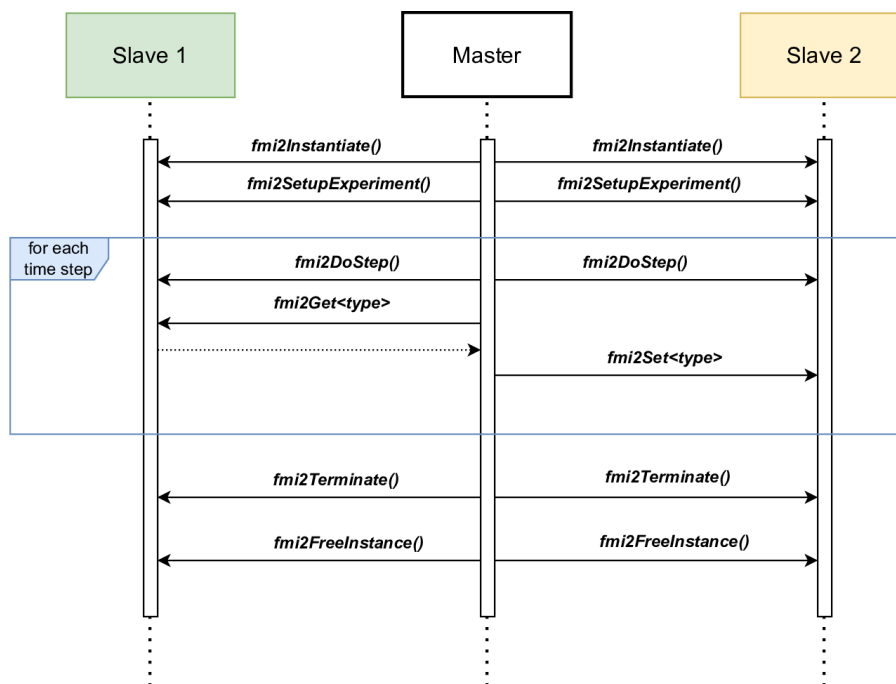 Slave 1
Master
Slave 2
fmi2Instantiate()
fmi2Instantiate()
fmi2SetupExperiment()
fmi2SetupExperiment()
for each
time step
fmi2DoStep()
fmi2DoStep()
fmi2Get<type>
fmi2Set<type>
fmi2Terminate()
fmi2Terminate()
fmi2FreeInstance()
fmi2FreeInstance()